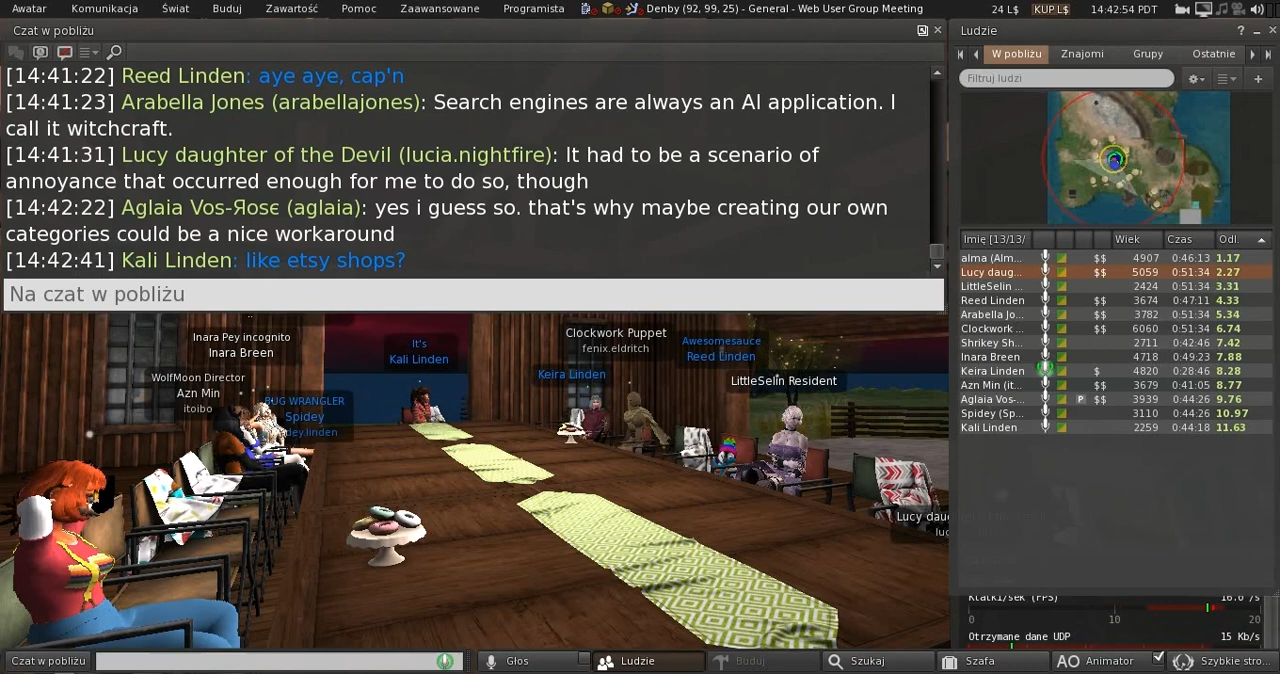 Awatar Komunikacja Świat Buduj Zawartość Pomoc Zaawansowane Programista Denby (92, 99, 25) - General - Web User Group Meeting 24 L$ KUP L$ 14:42:54 PDT
Czat w pobliżu
[14:41:22] Reed Linden: aye aye, cap'n
[14:41:23] Arabella Jones (arabellajones): Search engines are always an AI application. I
call it witchcraft.
[14:41:31] Lucy daughter of the Devil (lucia.nightfire): It had to be a scenario of
annoyance that occurred enough for me to do so, though
[14:42:22] Aglaia Vos-Яosє (aglaia): yes i guess so. that's why maybe creating our own
categories could be a nice workaround
[14:42:41] Kali Linden: like etsy shops?
Na czat w pobliżu
Inara Pey incognito
Inara Breen
WolfMoon Director
Azn Min
itoibo
BUG WRANGLER
Spidey
It's
Kali Linden
Keira Linden
Clockwork Puppet
fenix.eldritch
Awesomesauce
Reed Linden
LittleSelin Resident
Ludzie
W pobliżu Znajomi Grupy Ostatnie
Filtruj ludzi
Imię [13/13/ Wiek Czas Odl.
alma (Alm... $$ 4907 0:46:13 1.17
Lucy daug... $$ 5059 0:51:34 2.27
LittleSelin ... 2424 0:51:34 3.31
Reed Linden $$ 3674 0:47:11 4.33
Arabella Jo... $$ 3782 0:51:34 5.34
Clockwork ... $$ 6060 0:51:34 6.74
Shrikey Sh... 2711 0:42:46 7.42
Inara Breen 4718 0:49:23 7.88
Keira Linden $ 4820 0:28:46 8.28
Azn Min (it... $$ 3679 0:41:05 8.77
Aglaia Vos-... P $$ 3939 0:44:26 9.76
Spidey (Sp... 3110 0:44:26 10.97
Kali Linden 2259 0:44:18 11.63
Klatki/sek (FPS) 16.0 /s
0 10 20
Otrzymane dane UDP 15 Kb/s
Czat w pobliżu Głos Ludzie Buduj Szukaj Szafa AO Animator Szybkie stro...